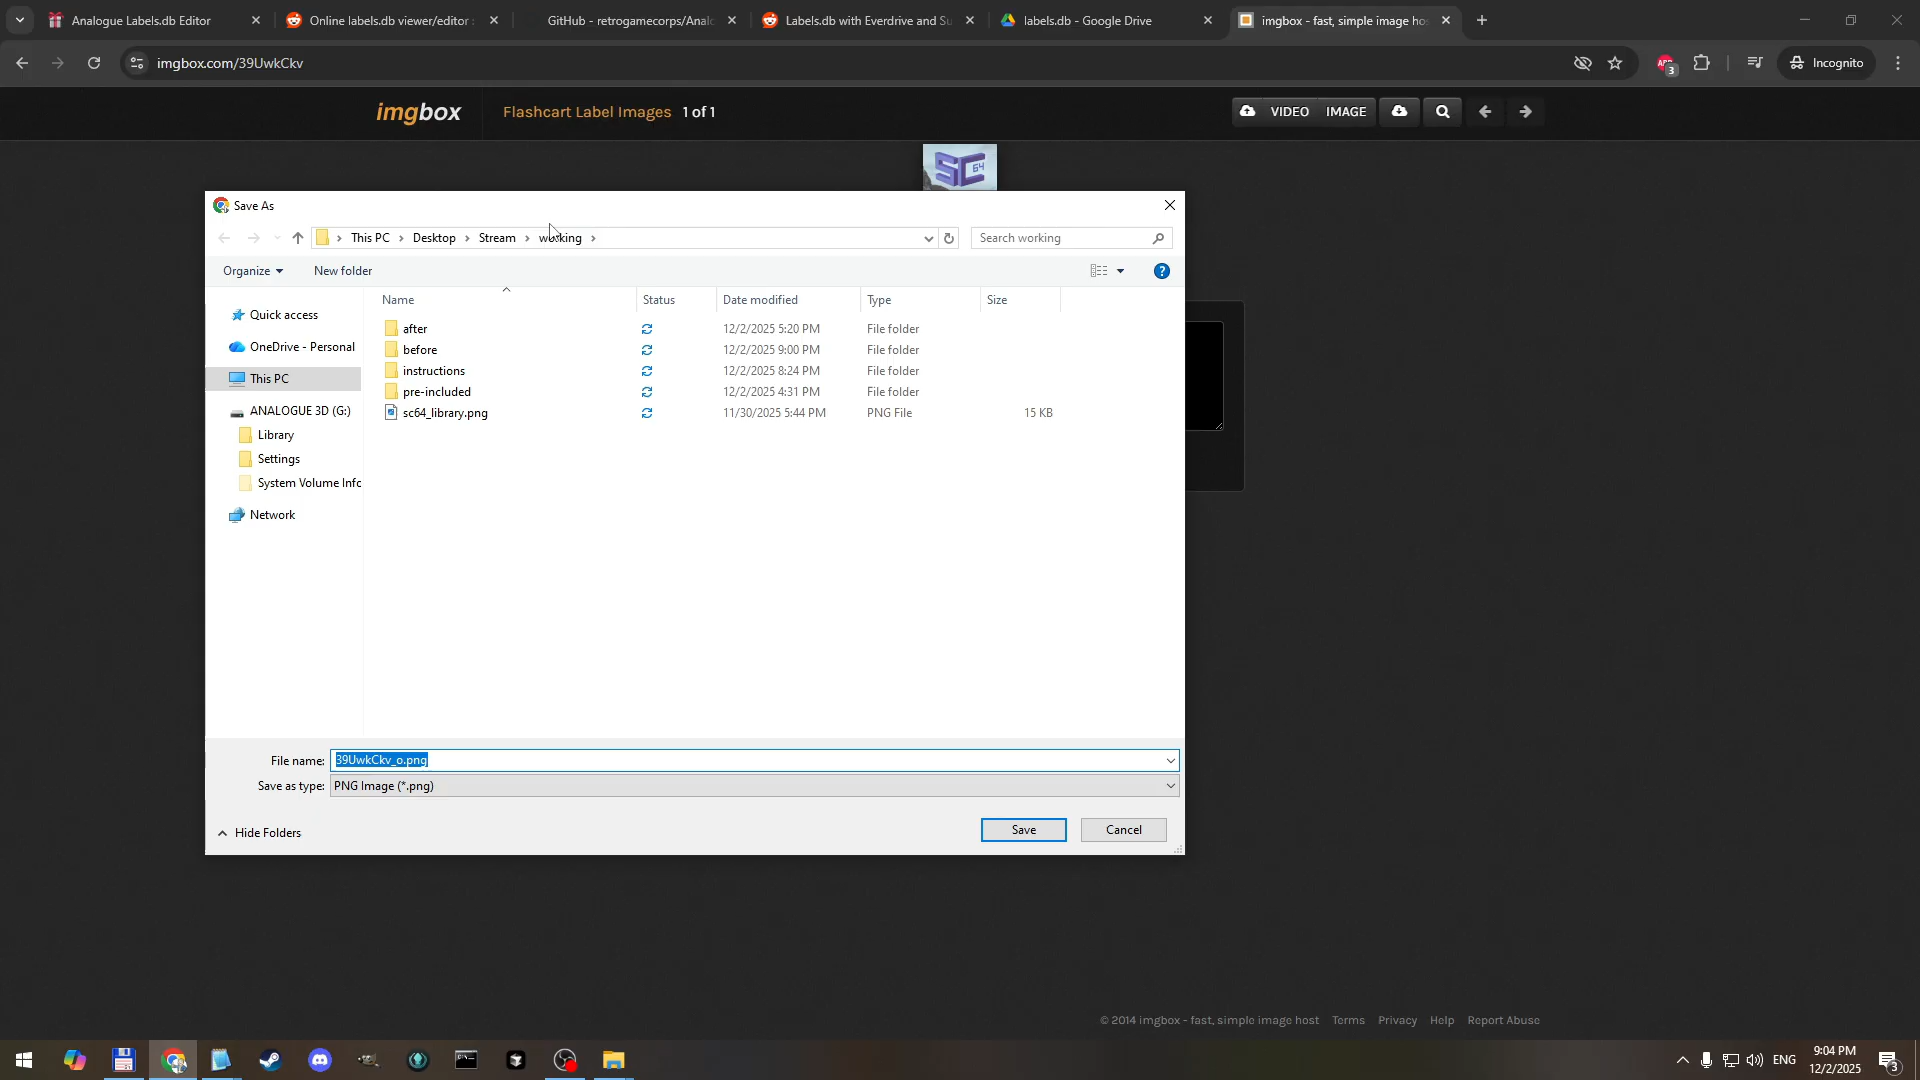 Analogue Labels.db Editor
Online labels.db viewer/editor
GitHub - retrogamecorps/Analo
Labels.db with Everdrive and Su
labels.db - Google Drive
imgbox - fast, simple image ho
imgbox.com/39UwkCkv
ABP
3
Incognito
imgbox
Flashcart Label Images 1 of 1
VIDEO
IMAGE
SC
64
Save As
This PC
Desktop
Stream
working
Search working
Organize
New folder
?
Name
Status
Date modified
Type
Size
Quick access
OneDrive - Personal
This PC
ANALOGUE 3D (G:)
Library
Settings
System Volume Info
Network
after 12/2/2025 5:20 PM File folder
before 12/2/2025 9:00 PM File folder
instructions 12/2/2025 8:24 PM File folder
pre-included 12/2/2025 4:31 PM File folder
sc64_library.png 11/30/2025 5:44 PM PNG File 15 KB
File name: 39UwkCkv_o.png
Save as type: PNG Image (*.png)
Hide Folders
Save
Cancel
© 2014 imgbox - fast, simple image host Terms Privacy Help Report Abuse
ENG
9:04 PM
12/2/2025
3